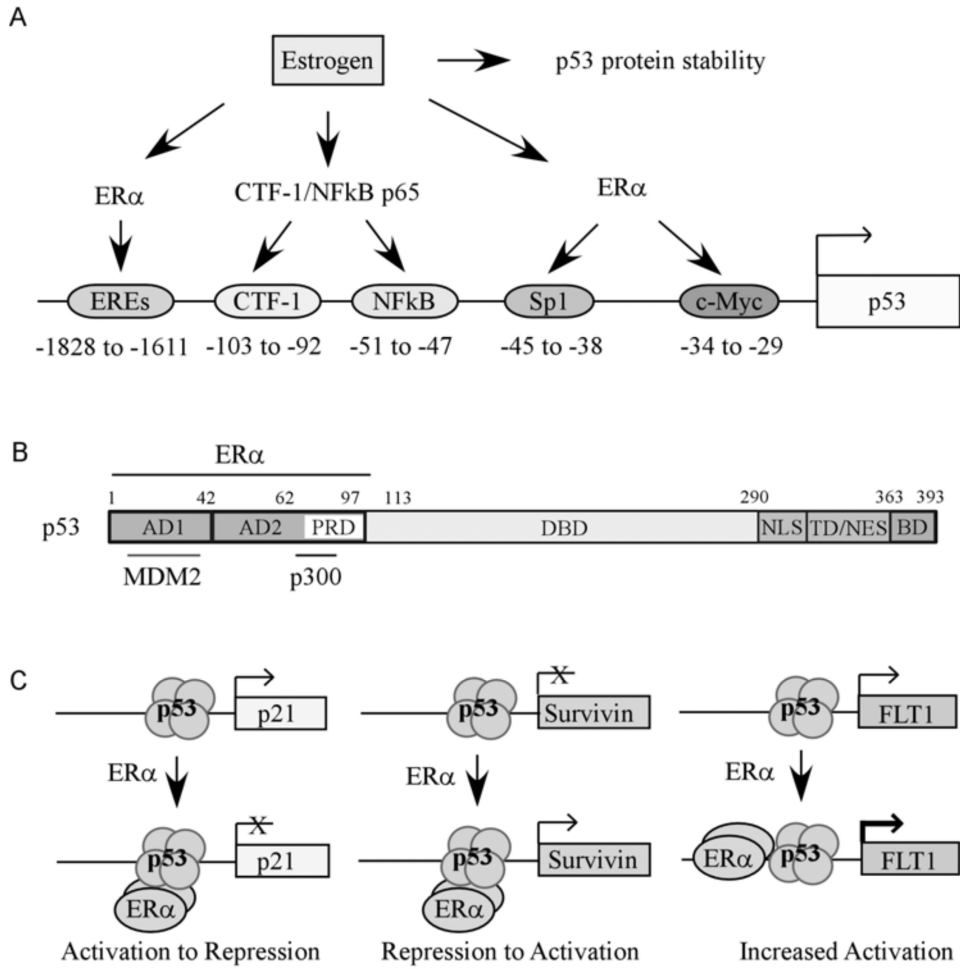 A
Estrogen p53 protein stability
ERα CTF-1/NFkB p65 ERα
EREs CTF-1 NFkB Sp1 c-Myc p53
-1828 to -1611 -103 to -92 -51 to -47 -45 to -38 -34 to -29
B
ERα
1 42 62 97 113 290 363 393
p53 AD1 AD2 PRD DBD NLS TD/NES BD
MDM2 p300
C
p53 p21 p53 X Survivin p53 FLT1
ERα ERα ERα
p53 X p21 p53 Survivin ERα p53 FLT1
ERα ERα
Activation to Repression Repression to Activation Increased Activation